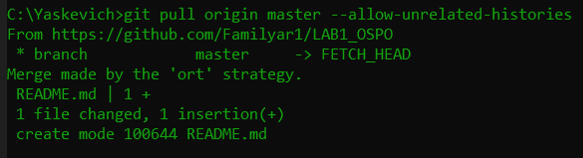 C:\Yaskevich>git pull origin master --allow-unrelated-histories
From https://github.com/Familyar1/LAB1_OSPO
 * branch            master     -> FETCH_HEAD
Merge made by the 'ort' strategy.
 README.md | 1 +
 1 file changed, 1 insertion(+)
 create mode 100644 README.md